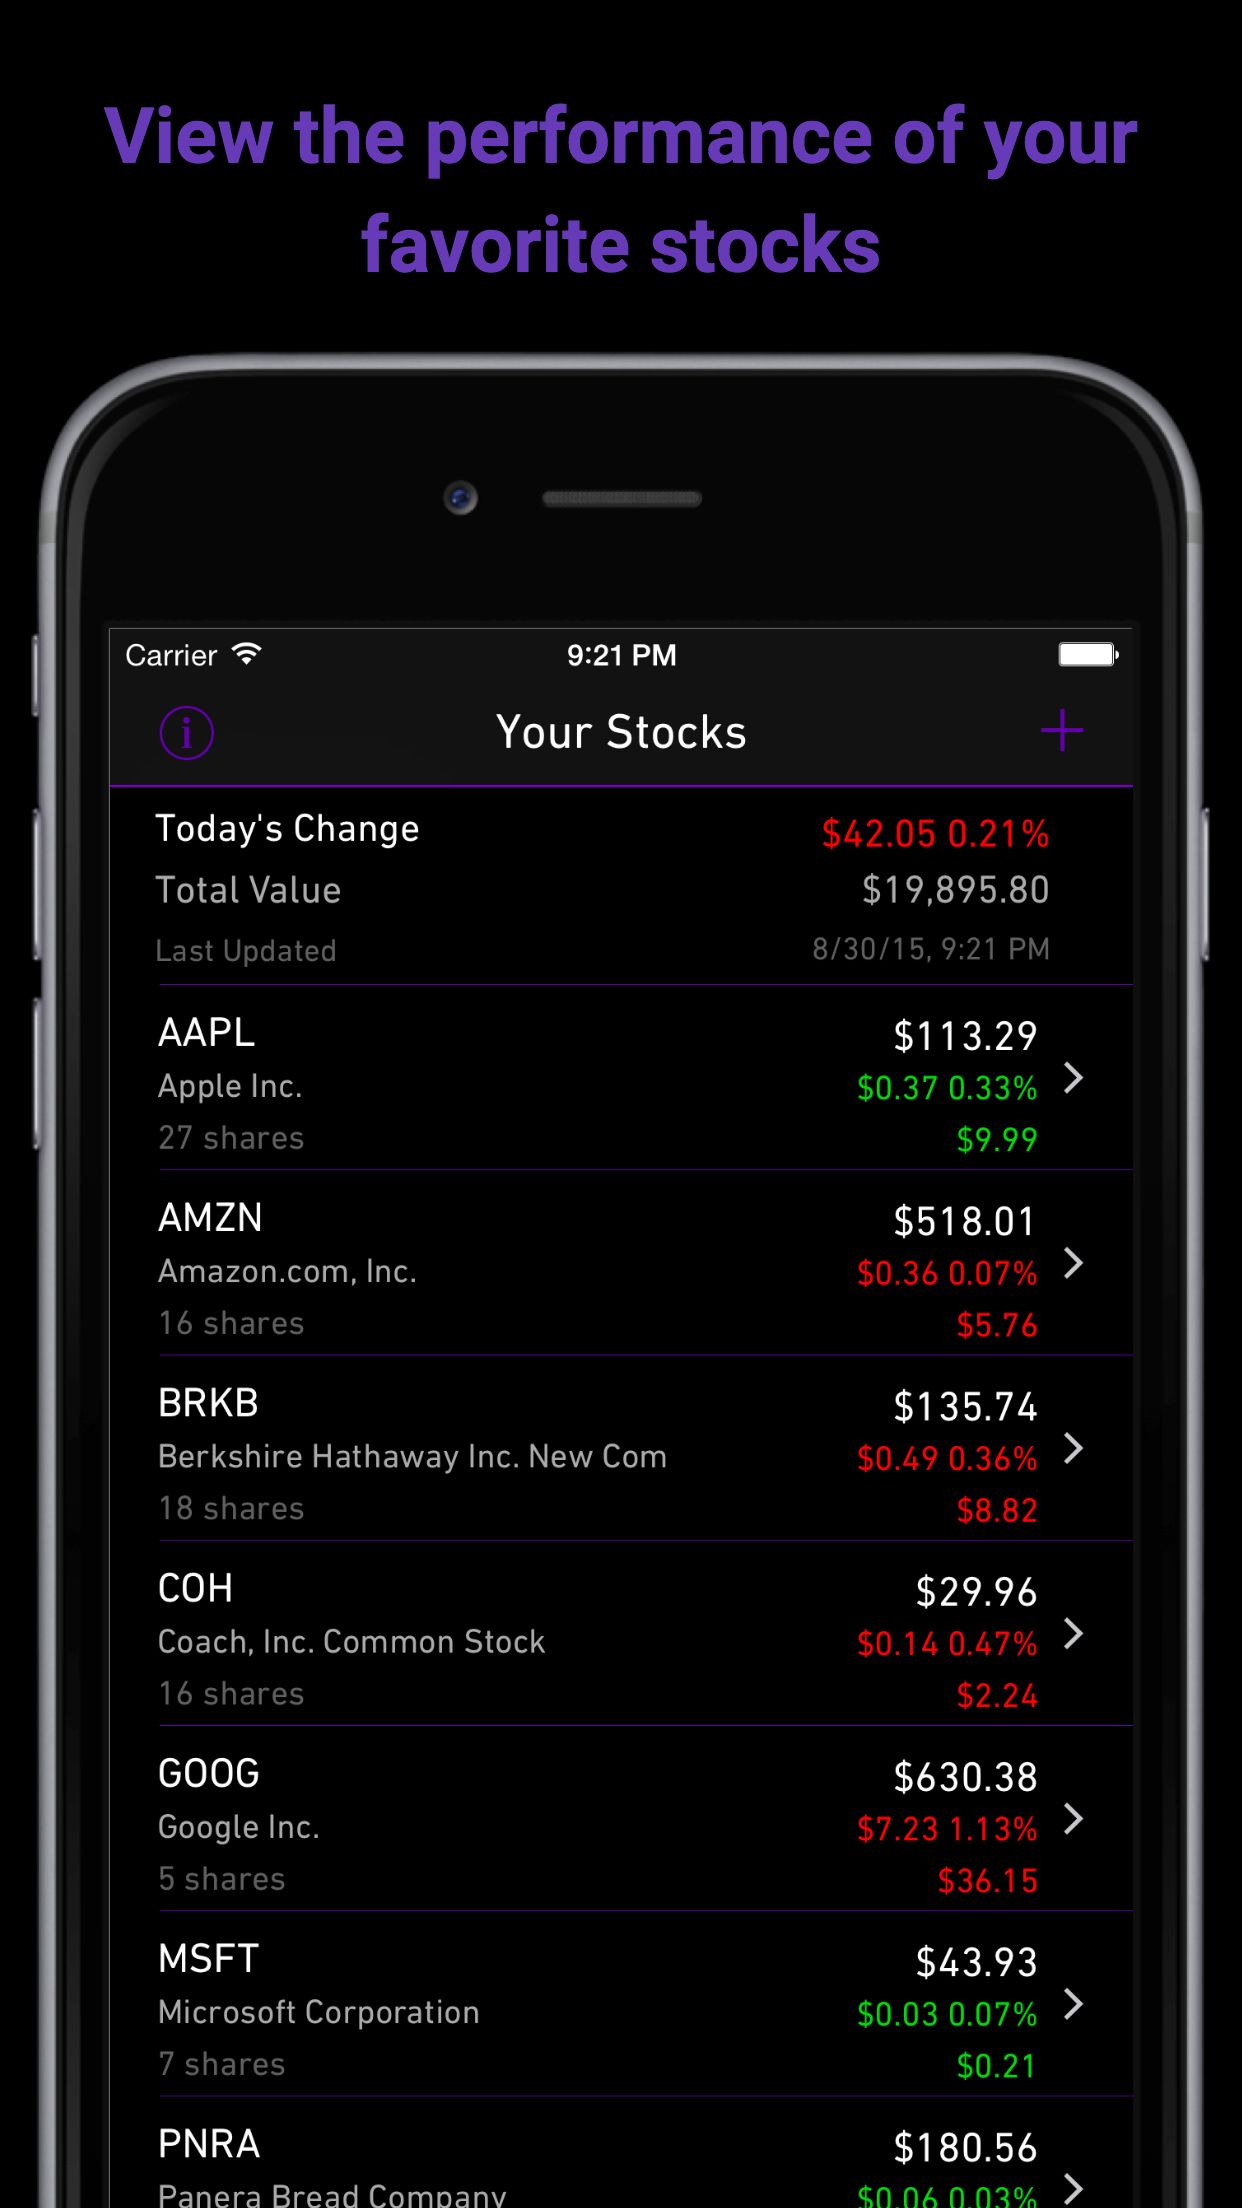 View the performance of your
favorite stocks
Carrier 9:21 PM
i Your Stocks +
Today's Change $42.05 0.21%
Total Value $19,895.80
Last Updated 8/30/15, 9:21 PM
AAPL $113.29
Apple Inc. $0.37 0.33%
27 shares $9.99
AMZN $518.01
Amazon.com, Inc. $0.36 0.07%
16 shares $5.76
BRKB $135.74
Berkshire Hathaway Inc. New Com $0.49 0.36%
18 shares $8.82
COH $29.96
Coach, Inc. Common Stock $0.14 0.47%
16 shares $2.24
GOOG $630.38
Google Inc. $7.23 1.13%
5 shares $36.15
MSFT $43.93
Microsoft Corporation $0.03 0.07%
7 shares $0.21
PNRA $180.56
Panera Bread Company $0.06 0.03%